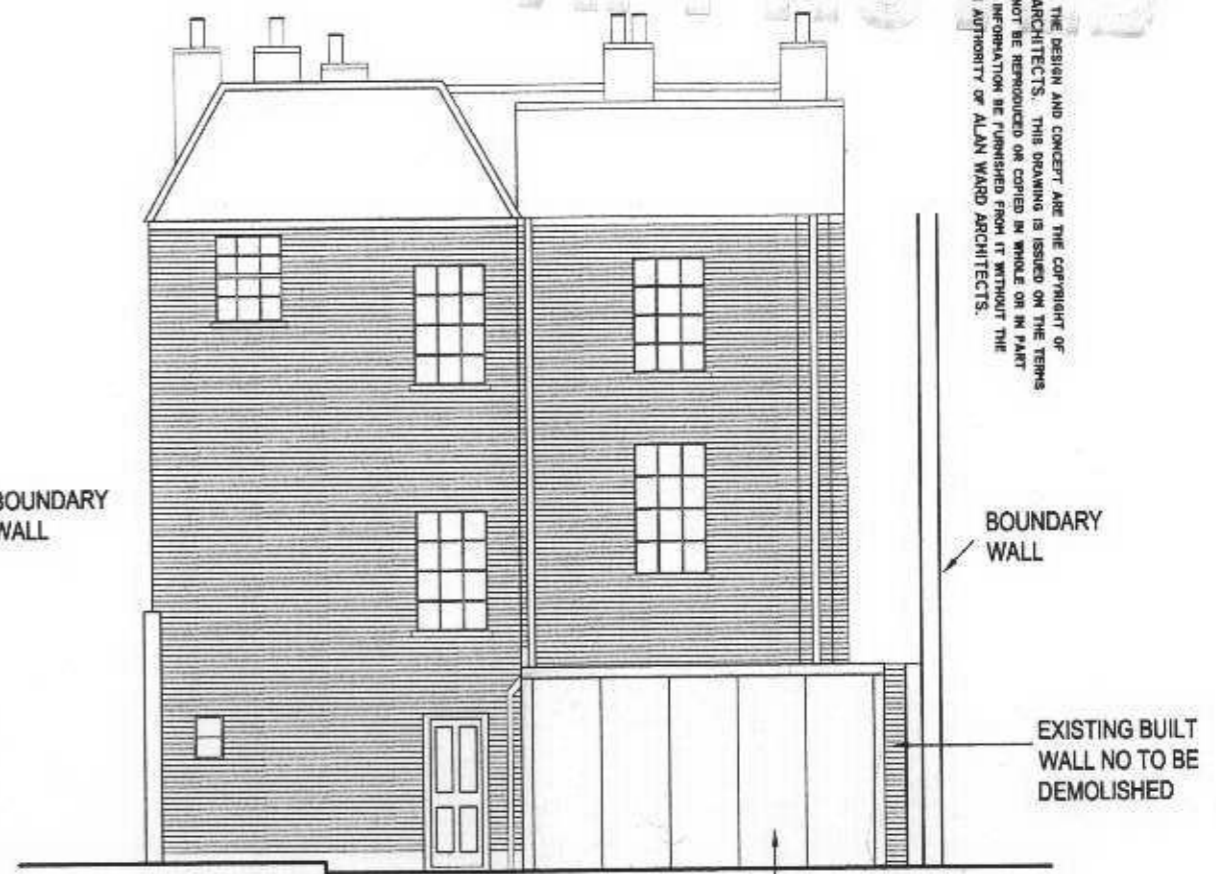 THE DESIGN AND CONCEPT ARE THE COPYRIGHT OF
ARCHITECTS. THIS DRAWING IS ISSUED ON THE TERMS
NOT BE REPRODUCED OR COPIED IN WHOLE OR IN PART
INFORMATION BE FURNISHED FROM IT WITHOUT THE
AUTHORITY OF ALAN WARD ARCHITECTS.
BOUNDARY
WALL
BOUNDARY
WALL
EXISTING BUILT
WALL NO TO BE
DEMOLISHED